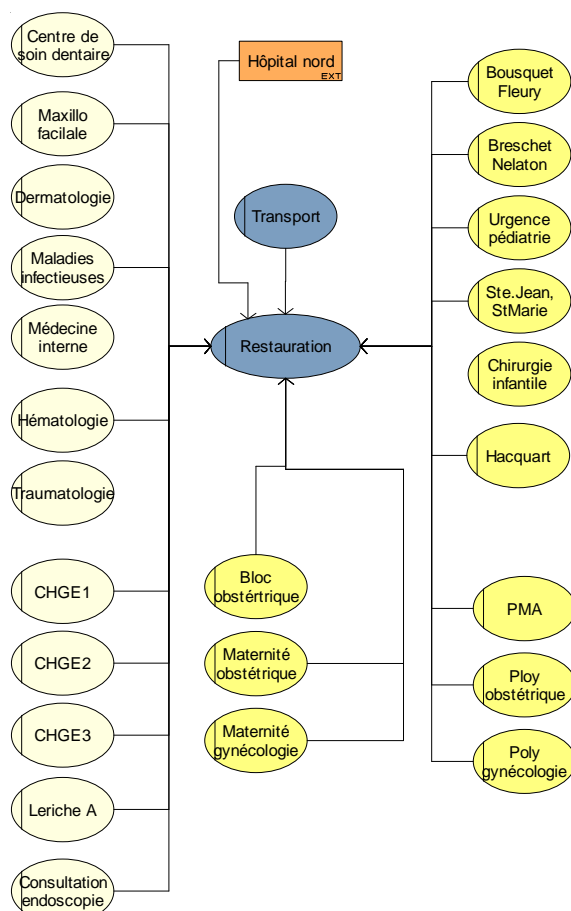 Centre de
soin dentaire
Maxillo
facilale
Dermatologie
Maladies
infectieuses
Médecine
interne
Hématologie
Traumatologie
CHGE1
CHGE2
CHGE3
Leriche A
Consultation
endoscopie
Hôpital nord
EXT
Transport
Restauration
Bloc
obstértrique
Maternité
obstétrique
Maternité
gynécologie
Bousquet
Fleury
Breschet
Nelaton
Urgence
pédiatrie
Ste.Jean,
StMarie
Chirurgie
infantile
Hacquart
PMA
Ploy
obstétrique
Poly
gynécologie